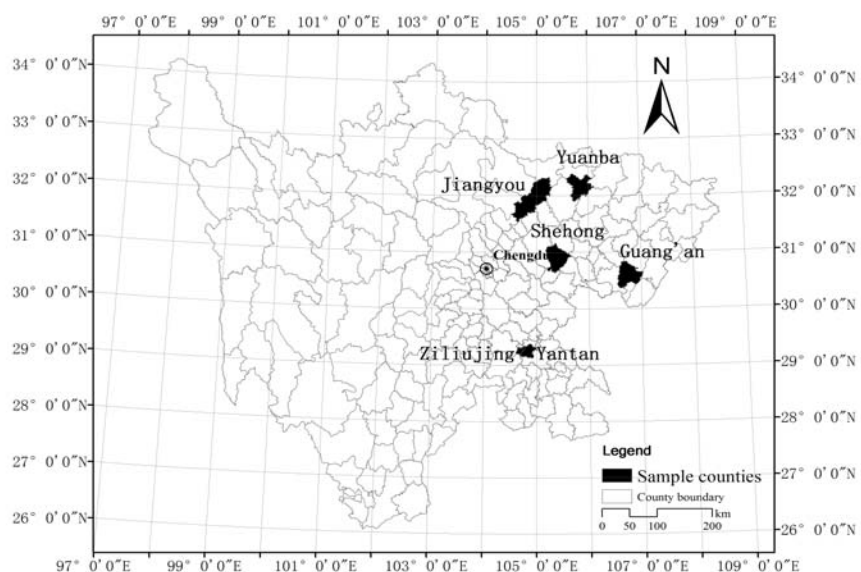 97° 0′0″E 99° 0′0″E 101° 0′0″E 103° 0′0″E 105° 0′0″E 107° 0′0″E 109° 0′0″E
34° 0′0″N 34° 0′0″N
N
33° 0′0″N 33° 0′0″N
Yuanba
32° 0′0″N Jiangyou 32° 0′0″N
Shehong
31° 0′0″N Chengdu Guang'an 31° 0′0″N
30° 0′0″N 30° 0′0″N
29° 0′0″N Ziliujing Yantan 29° 0′0″N
28° 0′0″N 28° 0′0″N
27° 0′0″N Legend 27° 0′0″N
Sample counties
County boundary
26° 0′0″N km 26° 0′0″N
0 50 100 200
97° 0′0″E 99° 0′0″E 101° 0′0″E 103° 0′0″E 105° 0′0″E 107° 0′0″E 109° 0′0″E